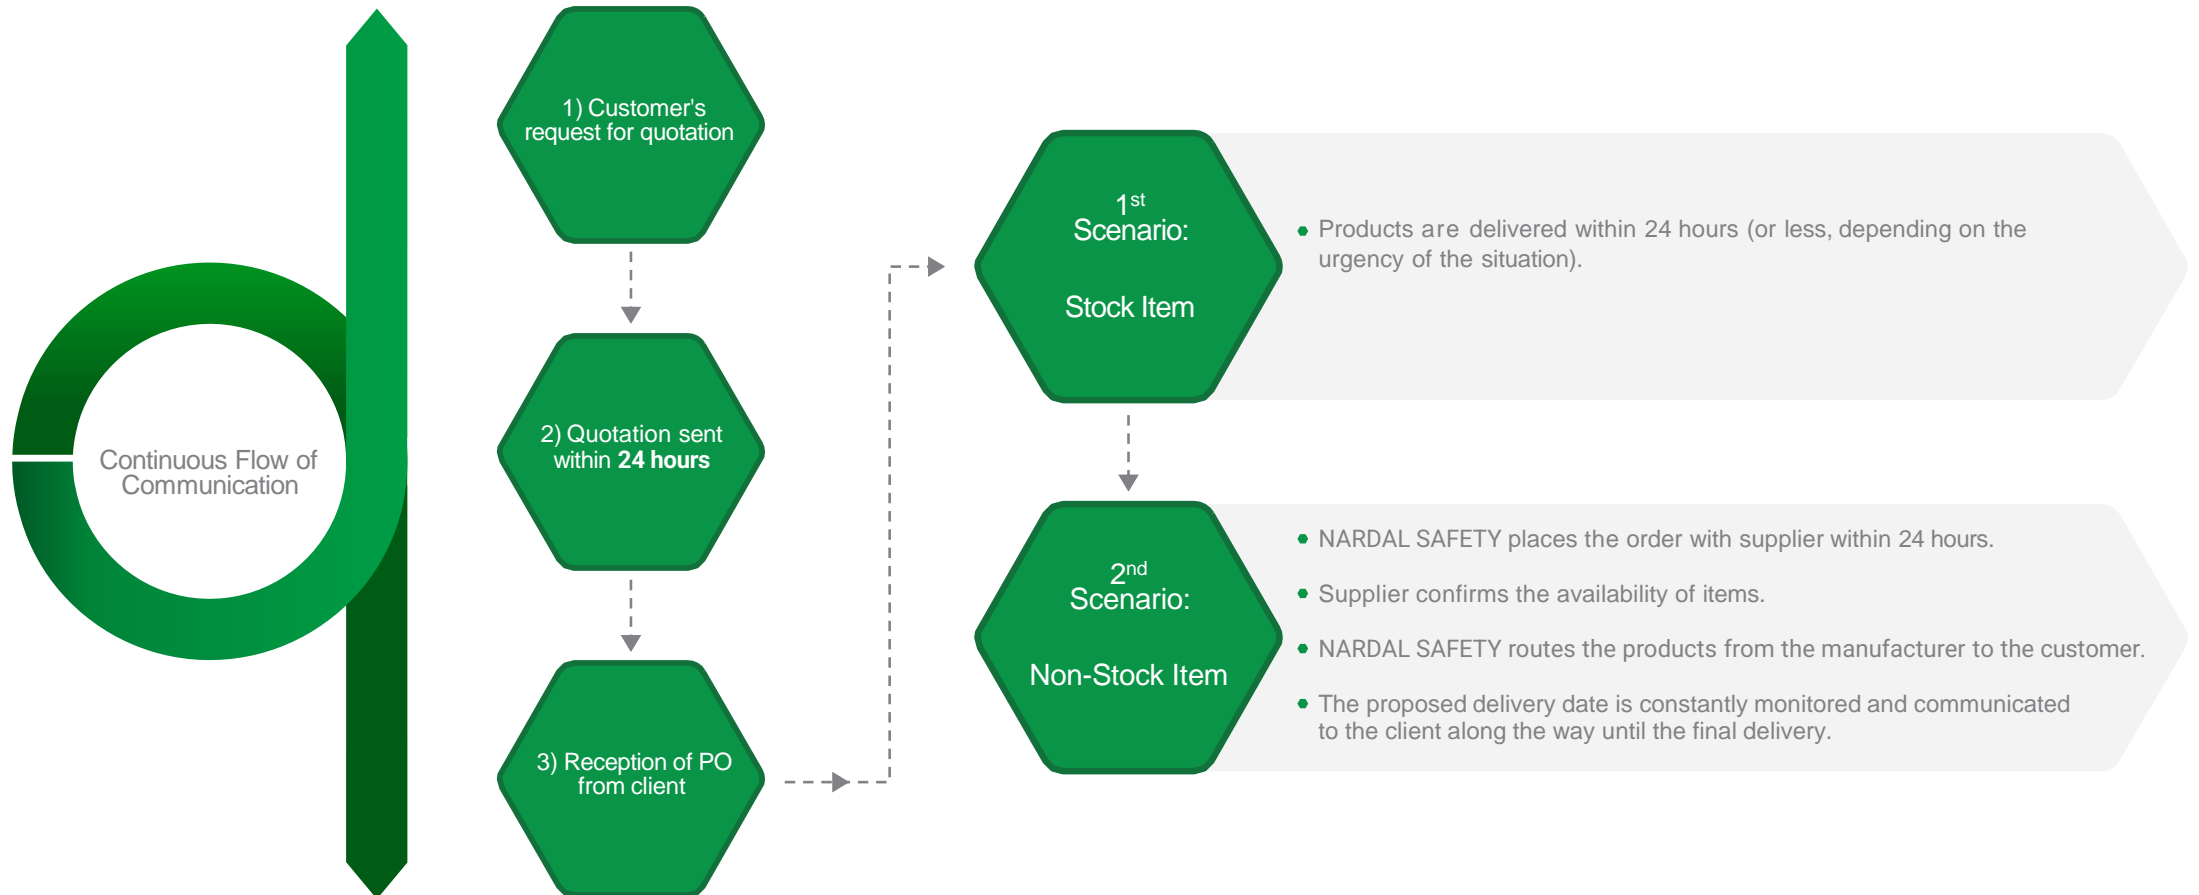 Continuous Flow of
Communication
1) Customer's
request for quotation
2) Quotation sent
within 24 hours
3) Reception of PO
from client
1st
Scenario:
Stock Item
Products are delivered within 24 hours (or less, depending on the
urgency of the situation).
2nd
Scenario:
Non-Stock Item
NARDAL SAFETY places the order with supplier within 24 hours.
Supplier confirms the availability of items.
NARDAL SAFETY routes the products from the manufacturer to the customer.
The proposed delivery date is constantly monitored and communicated
to the client along the way until the final delivery.